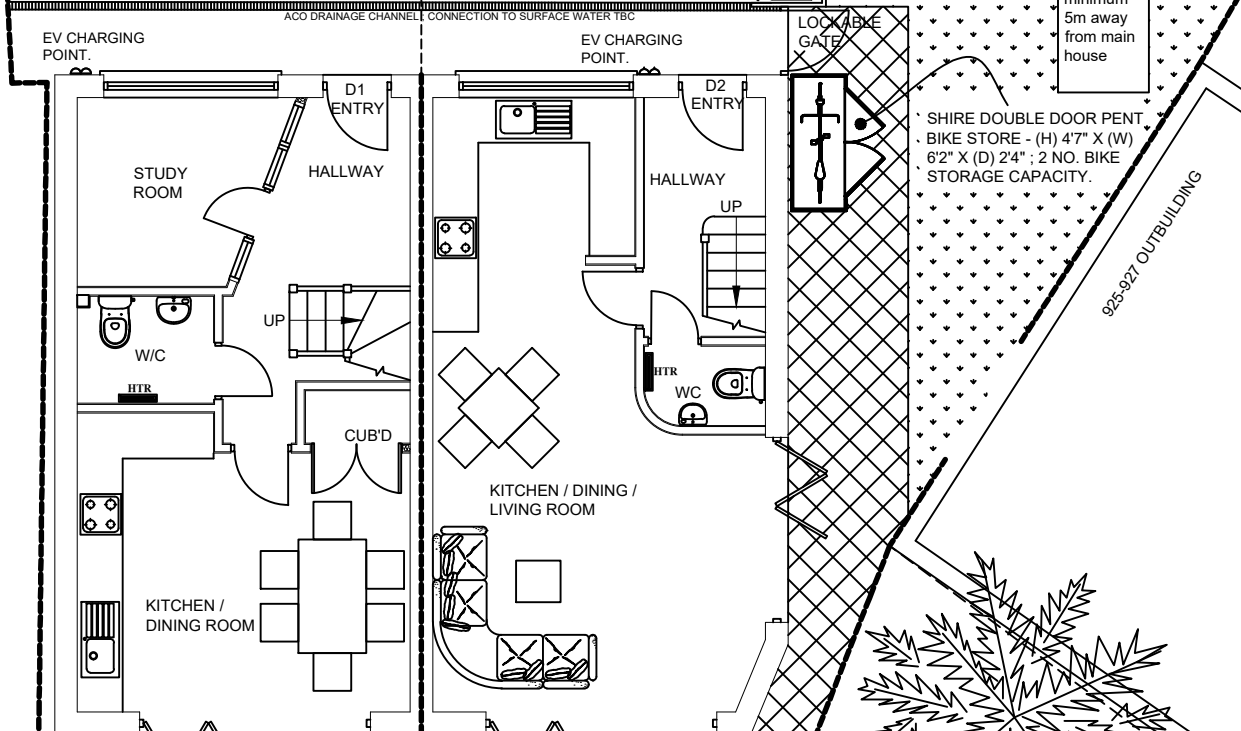 ACO DRAINAGE CHANNEL; CONNECTION TO SURFACE WATER TBC
EV CHARGING
POINT.
EV CHARGING
POINT.
LOCKABLE
GATE
minimum
5m away
from main
house
D1
ENTRY
D2
ENTRY
SHIRE DOUBLE DOOR PENT
BIKE STORE - (H) 4'7" X (W)
6'2" X (D) 2'4" ; 2 NO. BIKE
STORAGE CAPACITY.
STUDY
ROOM
HALLWAY
HALLWAY
UP
925-927 OUTBUILDING
UP
W/C
HTR
HTR
WC
CUB'D
KITCHEN / DINING /
LIVING ROOM
KITCHEN /
DINING ROOM